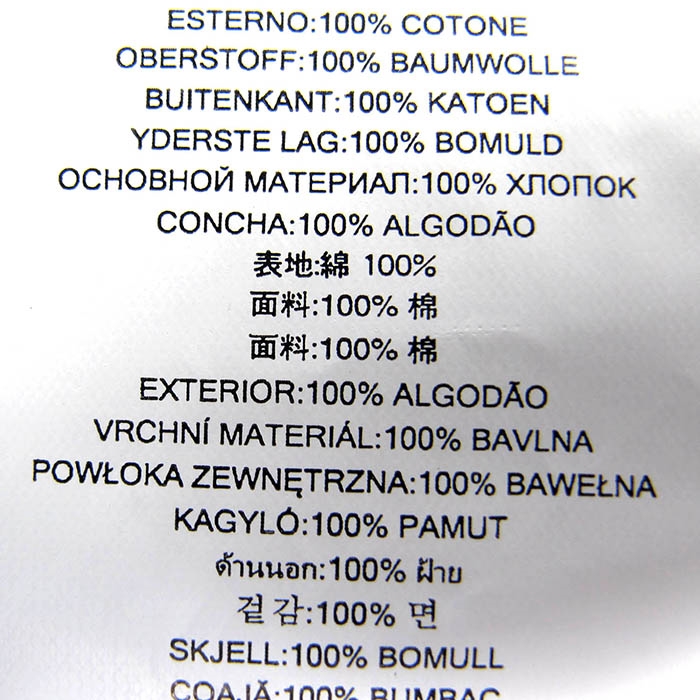 ESTERNO:100% COTONE
OBERSTOFF:100% BAUMWOLLE
BUITENKANT:100% KATOEN
YDERSTE LAG:100% BOMULD
ОСНОВНОЙ МАТЕРИАЛ:100% ХЛОПОК
CONCHA:100% ALGODÃO
表地:綿 100%
面料:100% 棉
面料:100% 棉
EXTERIOR:100% ALGODÃO
VRCHNÍ MATERIÁL:100% BAVLNA
POWŁOKA ZEWNĘTRZNA:100% BAWEŁNA
KAGYLÓ:100% PAMUT
ด้านนอก:100% ฝ้าย
겉감:100% 면
SKJELL:100% BOMULL
COAJĂ:100% BUMBAC